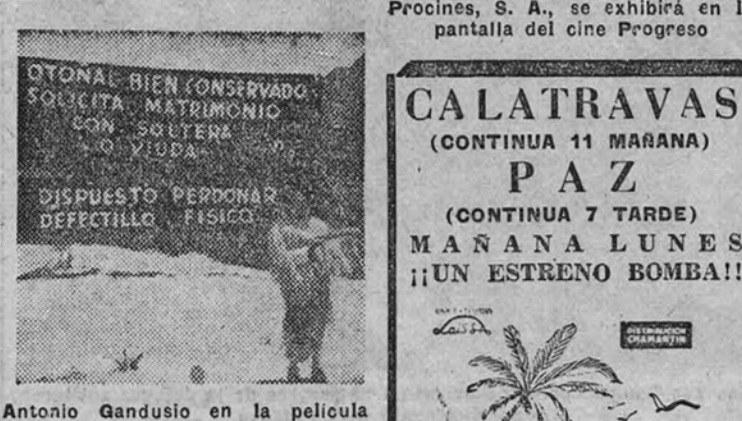 Procines, S. A., se exhibirá en l
pantalla del cine Progreso
OTOÑAL BIEN CONSERVADO
SOLICITA MATRIMONIO
CON SOLTERA
O VIUDA
DISPUESTO PERDONAR
DEFECTILLO FISICO
Antonio Gandusio en la película
CALATRAVAS
(CONTINUA 11 MAÑANA)
PAZ
(CONTINUA 7 TARDE)
MAÑANA LUNES
¡¡UN ESTRENO BOMBA!!
DISTRIBUCION
CHAMARTIN